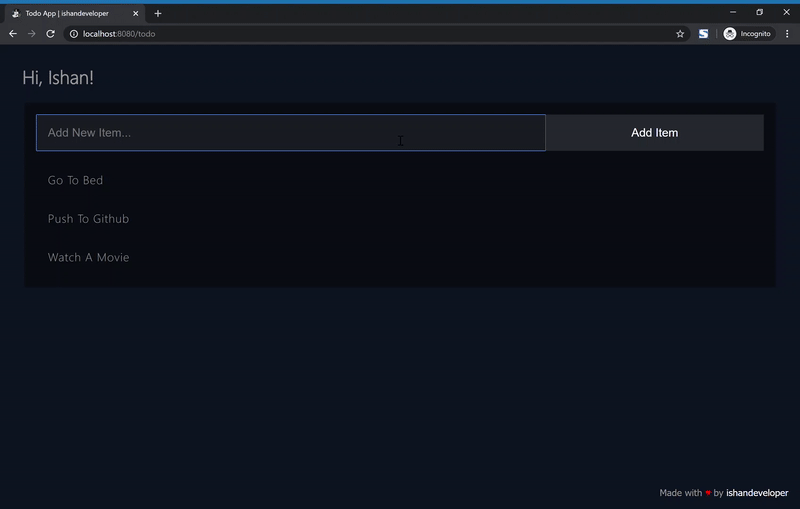 Todo App | ishandeveloper
localhost:8080/todo
Incognito
Hi, Ishan!
Add New Item...
Add Item
Go To Bed
Push To Github
Watch A Movie
Made with ♥ by ishandeveloper